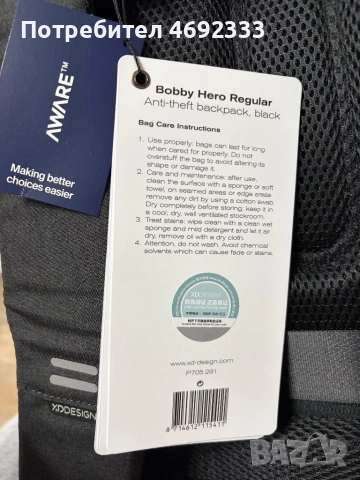 Потребител 4692353
AWARE™
Making better
choices easier
Bobby Hero Regular
Anti-theft backpack, black
Bag Care Instructions
1. Use properly: bags can last for long
when cared for properly. Do not
overstuff the bag to avoid altering its
shape or damage it.
2. Care and maintenance: after use,
clean the surface with a sponge or soft
towel, on seamed areas or edge areas
remove any dirt by using a cotton swab.
Dry completely before storing, keep it in
a cool, dry, well ventilated stockroom.
3. Treat stains: wipe clean with a clean wet
sponge and mild detergent and let it air
dry, remove oil with a dry cloth.
4. Attention, do not wash. Avoid chemical
solvents which can cause fade or stains.
XDDESIGN
www.xd-design.com
P705.291
8 714612 115411
XDDESIGN
BAZAR